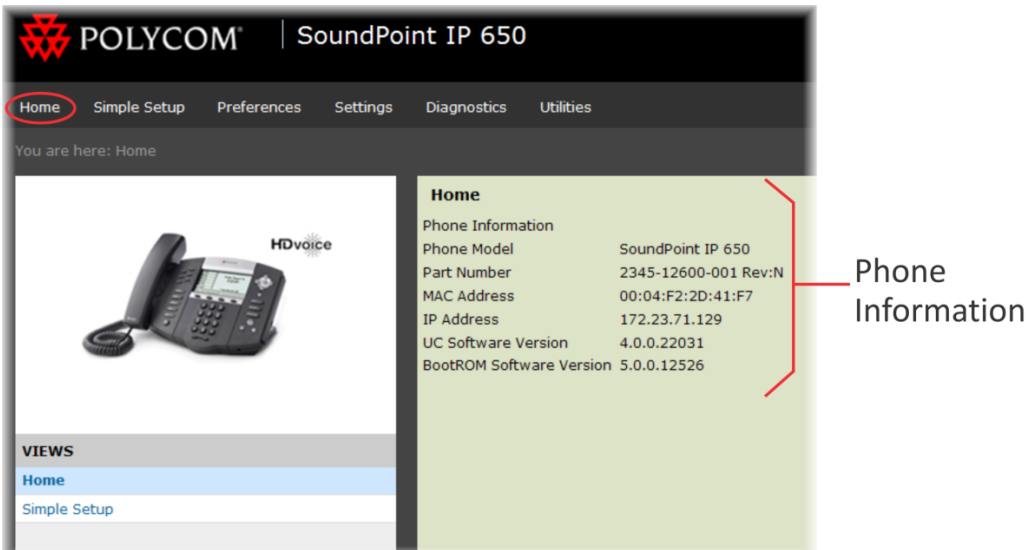 POLYCOM® | SoundPoint IP 650
Home Simple Setup Preferences Settings Diagnostics Utilities
You are here: Home
HDvoice
Home
Phone Information
Phone Model SoundPoint IP 650
Part Number 2345-12600-001 Rev:N
MAC Address 00:04:F2:2D:41:F7
IP Address 172.23.71.129
UC Software Version 4.0.0.22031
BootROM Software Version 5.0.0.12526
Phone
Information
VIEWS
Home
Simple Setup